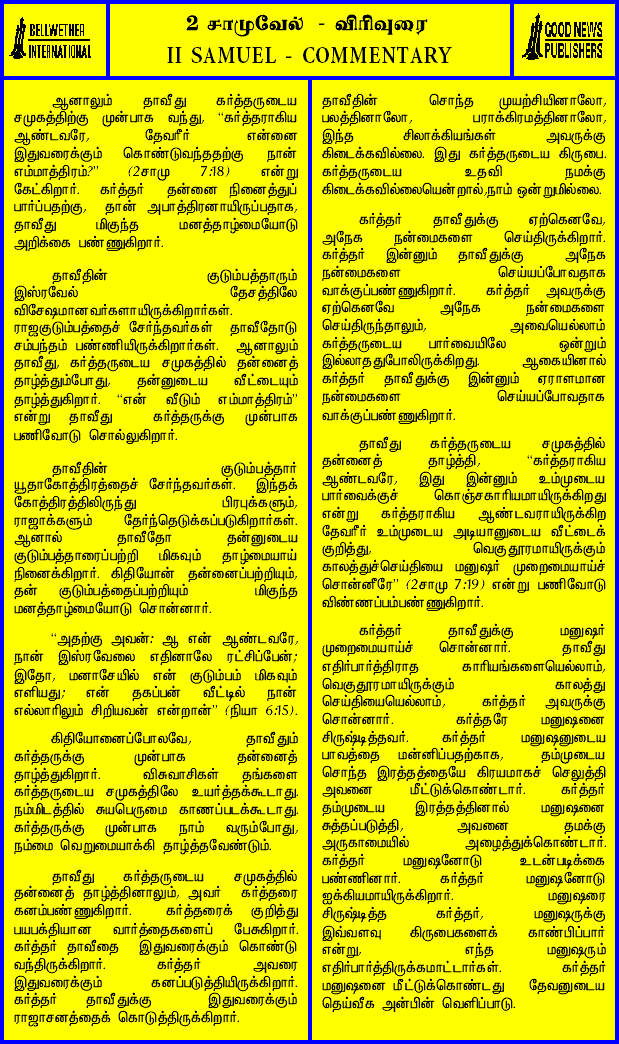 BELLWETHER
INTERNATIONAL
2 சாமுவேல் - விரிவுரை
II SAMUEL - COMMENTARY
GOOD NEWS
PUBLISHERS
ஆனாலும் தாவீது கர்த்தருடைய
சமுகத்திற்கு முன்பாக வந்து, “கர்த்தராகிய
ஆண்டவரே, தேவரீர் என்னை
இதுவரைக்கும் கொண்டுவந்ததற்கு நான்
எம்மாத்திரம்?” (2சாமு 7:18) என்று
கேட்கிறார். கர்த்தர் தன்னை நினைத்துப்
பார்ப்பதற்கு, தான் அபாத்திரனாயிருப்பதாக,
தாவீது மிகுந்த மனத்தாழ்மையோடு
அறிக்கை பண்ணுகிறார்.
தாவீதின் குடும்பத்தாரும்
இஸ்ரவேல் தேசத்திலே
விசேஷமானவர்களாயிருக்கிறார்கள்.
ராஜகுடும்பத்தைச் சேர்ந்தவர்கள் தாவீதோடு
சம்பந்தம் பண்ணியிருக்கிறார்கள். ஆனாலும்
தாவீது, கர்த்தருடைய சமுகத்தில் தன்னைத்
தாழ்த்தும்போது, தன்னுடைய வீட்டையும்
தாழ்த்துகிறார். “என் வீடும் எம்மாத்திரம்”
என்று தாவீது கர்த்தருக்கு முன்பாக
பணிவோடு சொல்லுகிறார்.
தாவீதின் குடும்பத்தார்
யூதாகோத்திரத்தைச் சேர்ந்தவர்கள். இந்தக்
கோத்திரத்திலிருந்து பிரபுக்களும்,
ராஜாக்களும் தேர்ந்தெடுக்கப்படுகிறார்கள்.
ஆனால் தாவீதோ தன்னுடைய
குடும்பத்தாரைப்பற்றி மிகவும் தாழ்மையாய்
நினைக்கிறார். கிதியோன் தன்னைப்பற்றியும்,
தன் குடும்பத்தைப்பற்றியும் மிகுந்த
மனத்தாழ்மையோடு சொன்னார்.
“அதற்கு அவன்: ஆ என் ஆண்டவரே,
நான் இஸ்ரவேலை எதினாலே ரட்சிப்பேன்;
இதோ, மனாசேயில் என் குடும்பம் மிகவும்
எளியது; என் தகப்பன் வீட்டில் நான்
எல்லாரிலும் சிறியவன் என்றான்” (நியா 6:15).
கிதியோனைப்போலவே, தாவீதும்
கர்த்தருக்கு முன்பாக தன்னைத்
தாழ்த்துகிறார். விசுவாசிகள் தங்களை
கர்த்தருடைய சமுகத்திலே உயர்த்தக்கூடாது.
நம்மிடத்தில் சுயபெருமை காணப்படக்கூடாது.
கர்த்தருக்கு முன்பாக நாம் வரும்போது,
நம்மை வெறுமையாக்கி தாழ்த்தவேண்டும்.
தாவீது கர்த்தருடைய சமுகத்தில்
தன்னைத் தாழ்த்தினாலும், அவர் கர்த்தரை
கனம்பண்ணுகிறார். கர்த்தரைக் குறித்து
பயபக்தியான வார்த்தைகளைப் பேசுகிறார்.
கர்த்தர் தாவீதை இதுவரைக்கும் கொண்டு
வந்திருக்கிறார். கர்த்தர் அவரை
இதுவரைக்கும் கனப்படுத்தியிருக்கிறார்.
கர்த்தர் தாவீதுக்கு இதுவரைக்கும்
ராஜாசனத்தைக் கொடுத்திருக்கிறார்.
தாவீதின் சொந்த முயற்சியினாலோ,
பலத்தினாலோ, பராக்கிரமத்தினாலோ,
இந்த சிலாக்கியங்கள் அவருக்கு
கிடைக்கவில்லை. இது கர்த்தருடைய கிருபை.
கர்த்தருடைய உதவி நமக்கு
கிடைக்கவில்லையென்றால்,நாம் ஒன்றுமில்லை.
கர்த்தர் தாவீதுக்கு ஏற்கெனவே,
அநேக நன்மைகளை செய்திருக்கிறார்.
கர்த்தர் இன்னும் தாவீதுக்கு அநேக
நன்மைகளை செய்யப்போவதாக
வாக்குப்பண்ணுகிறார். கர்த்தர் அவருக்கு
ஏற்கெனவே அநேக நன்மைகளை
செய்திருந்தாலும், அவையெல்லாம்
கர்த்தருடைய பார்வையிலே ஒன்றும்
இல்லாததுபோலிருக்கிறது. ஆகையினால்
கர்த்தர் தாவீதுக்கு இன்னும் ஏராளமான
நன்மைகளை செய்யப்போவதாக
வாக்குப்பண்ணுகிறார்.
தாவீது கர்த்தருடைய சமுகத்தில்
தன்னைத் தாழ்த்தி, “கர்த்தராகிய
ஆண்டவரே, இது இன்னும் உம்முடைய
பார்வைக்குச் கொஞ்சகாரியமாயிருக்கிறது
என்று கர்த்தராகிய ஆண்டவராயிருக்கிற
தேவரீர் உம்முடைய அடியானுடைய வீட்டைக்
குறித்து, வெகுதூரமாயிருக்கும்
காலத்துச்செய்தியை மனுஷர் முறைமையாய்ச்
சொன்னீரே” (2சாமு 7:19) என்று பணிவோடு
விண்ணப்பம்பண்ணுகிறார்.
கர்த்தர் தாவீதுக்கு மனுஷர்
முறைமையாய்ச் சொன்னார். தாவீது
எதிர்பார்த்திராத காரியங்களையெல்லாம்,
வெகுதூரமாயிருக்கும் காலத்து
செய்தியையெல்லாம், கர்த்தர் அவருக்கு
சொன்னார். கர்த்தரே மனுஷனை
சிருஷ்டித்தவர். கர்த்தர் மனுஷனுடைய
பாவத்தை மன்னிப்பதற்காக, தம்முடைய
சொந்த இரத்தத்தையே கிரயமாகச் செலுத்தி
அவனை மீட்டுக்கொண்டார். கர்த்தர்
தம்முடைய இரத்தத்தினால் மனுஷனை
சுத்தப்படுத்தி, அவனை தமக்கு
அருகாமையில் அழைத்துக்கொண்டார்.
கர்த்தர் மனுஷனோடு உடன்படிக்கை
பண்ணினார். கர்த்தர் மனுஷனோடு
ஐக்கியமாயிருக்கிறார். மனுஷரை
சிருஷ்டித்த கர்த்தர், மனுஷருக்கு
இவ்வளவு கிருபைகளைக் காண்பிப்பார்
என்று, எந்த மனுஷரும்
எதிர்பார்த்திருக்கமாட்டார்கள். கர்த்தர்
மனுஷனை மீட்டுக்கொண்டது தேவனுடைய
தெய்வீக அன்பின் வெளிப்பாடு.